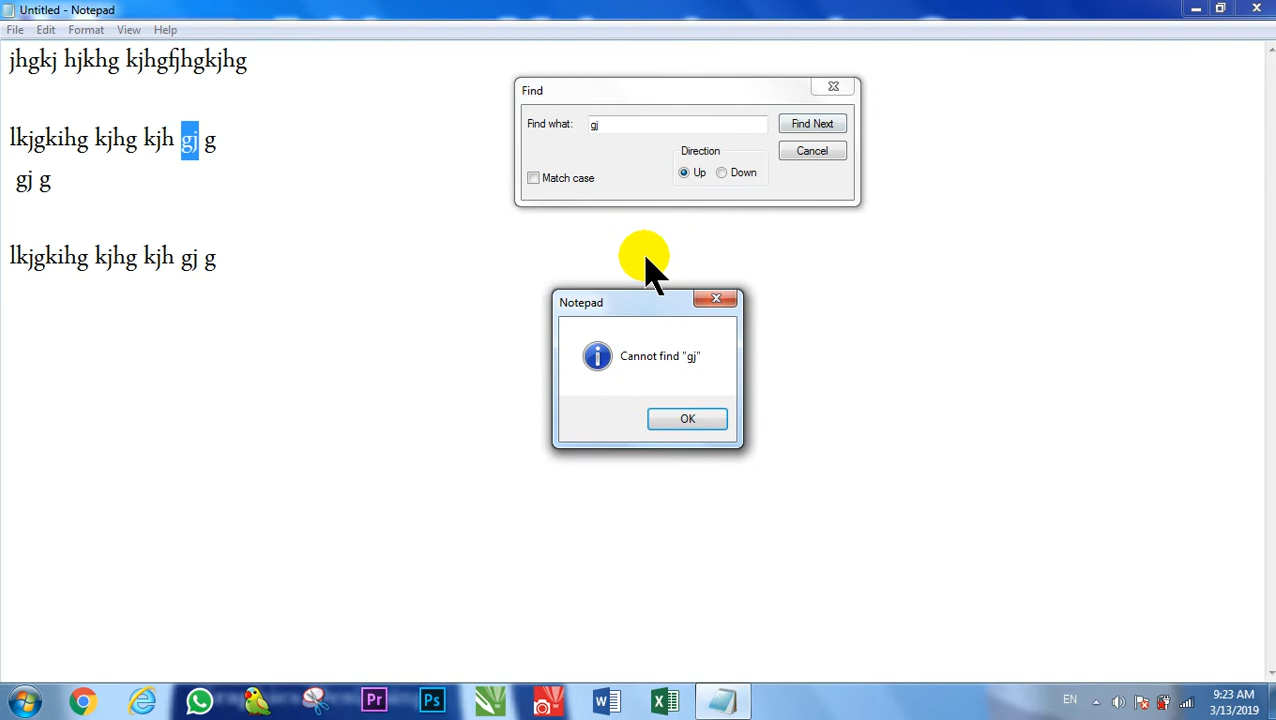 Untitled - Notepad
File Edit Format View Help
jhgkj hjkhg kjhgfjhgkjhg
lkjgkihg kjhg kjh gj g
gj g
lkjgkihg kjhg kjh gj g
Find
Find what: gj Find Next
Direction Cancel
Match case Up Down
Notepad
Cannot find "gj"
OK
Pr Ps
EN
9:23 AM
3/13/2019